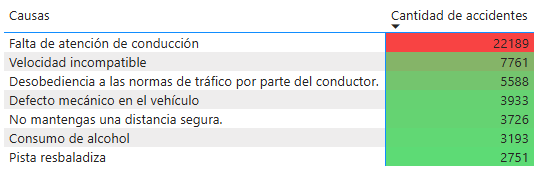 Causas Cantidad de accidentes
Falta de atención de conducción 22189
Velocidad incompatible 7761
Desobediencia a las normas de tráfico por parte del conductor. 5588
Defecto mecánico en el vehículo 3933
No mantengas una distancia segura. 3726
Consumo de alcohol 3193
Pista resbaladiza 2751